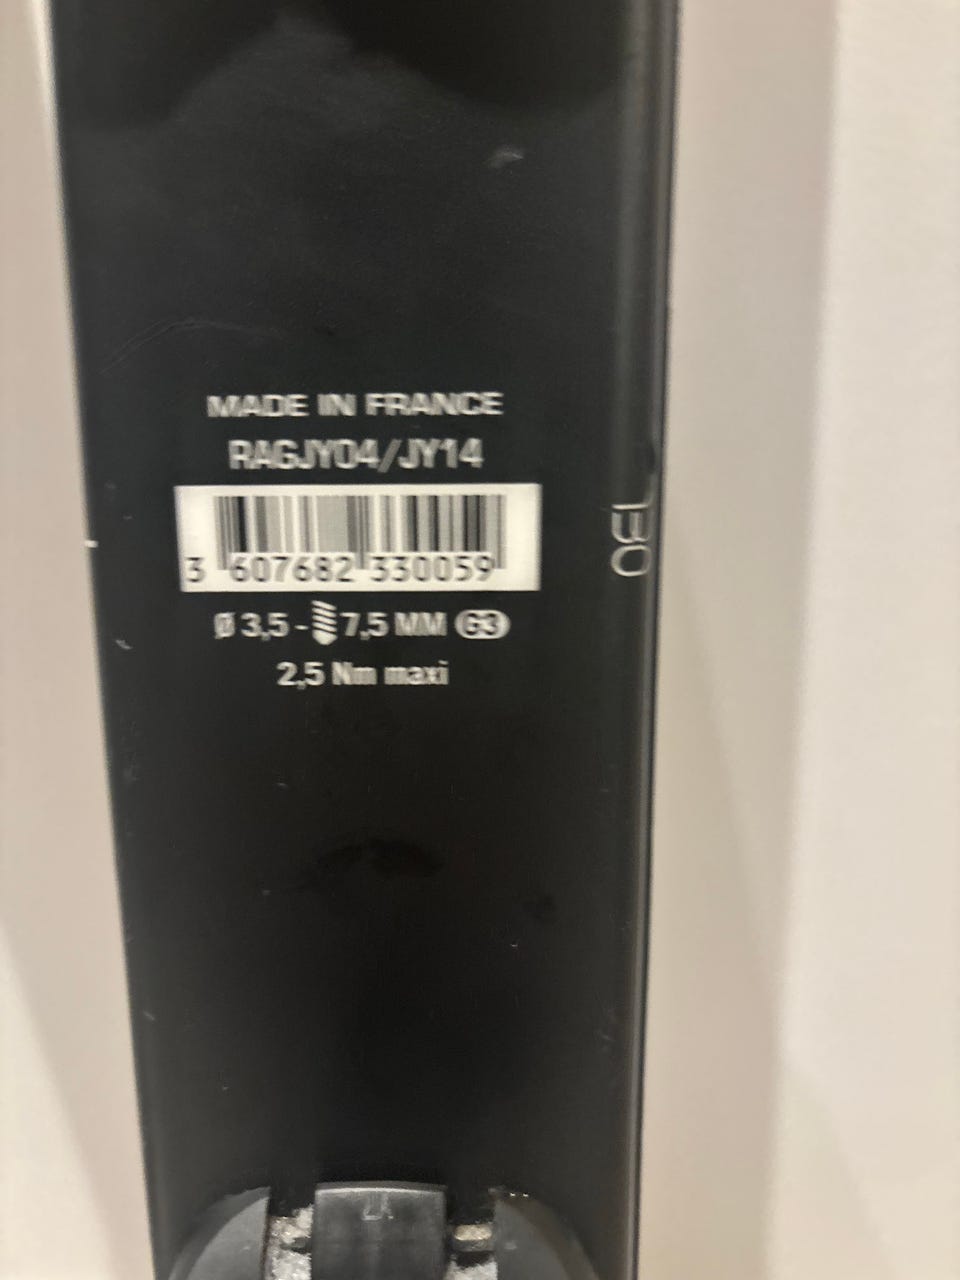 MADE IN FRANCE
RAGJY04/JY14
3 607682 330059
Ø 3,5 - 7,5 MM G3
2,5 Nm maxi
130